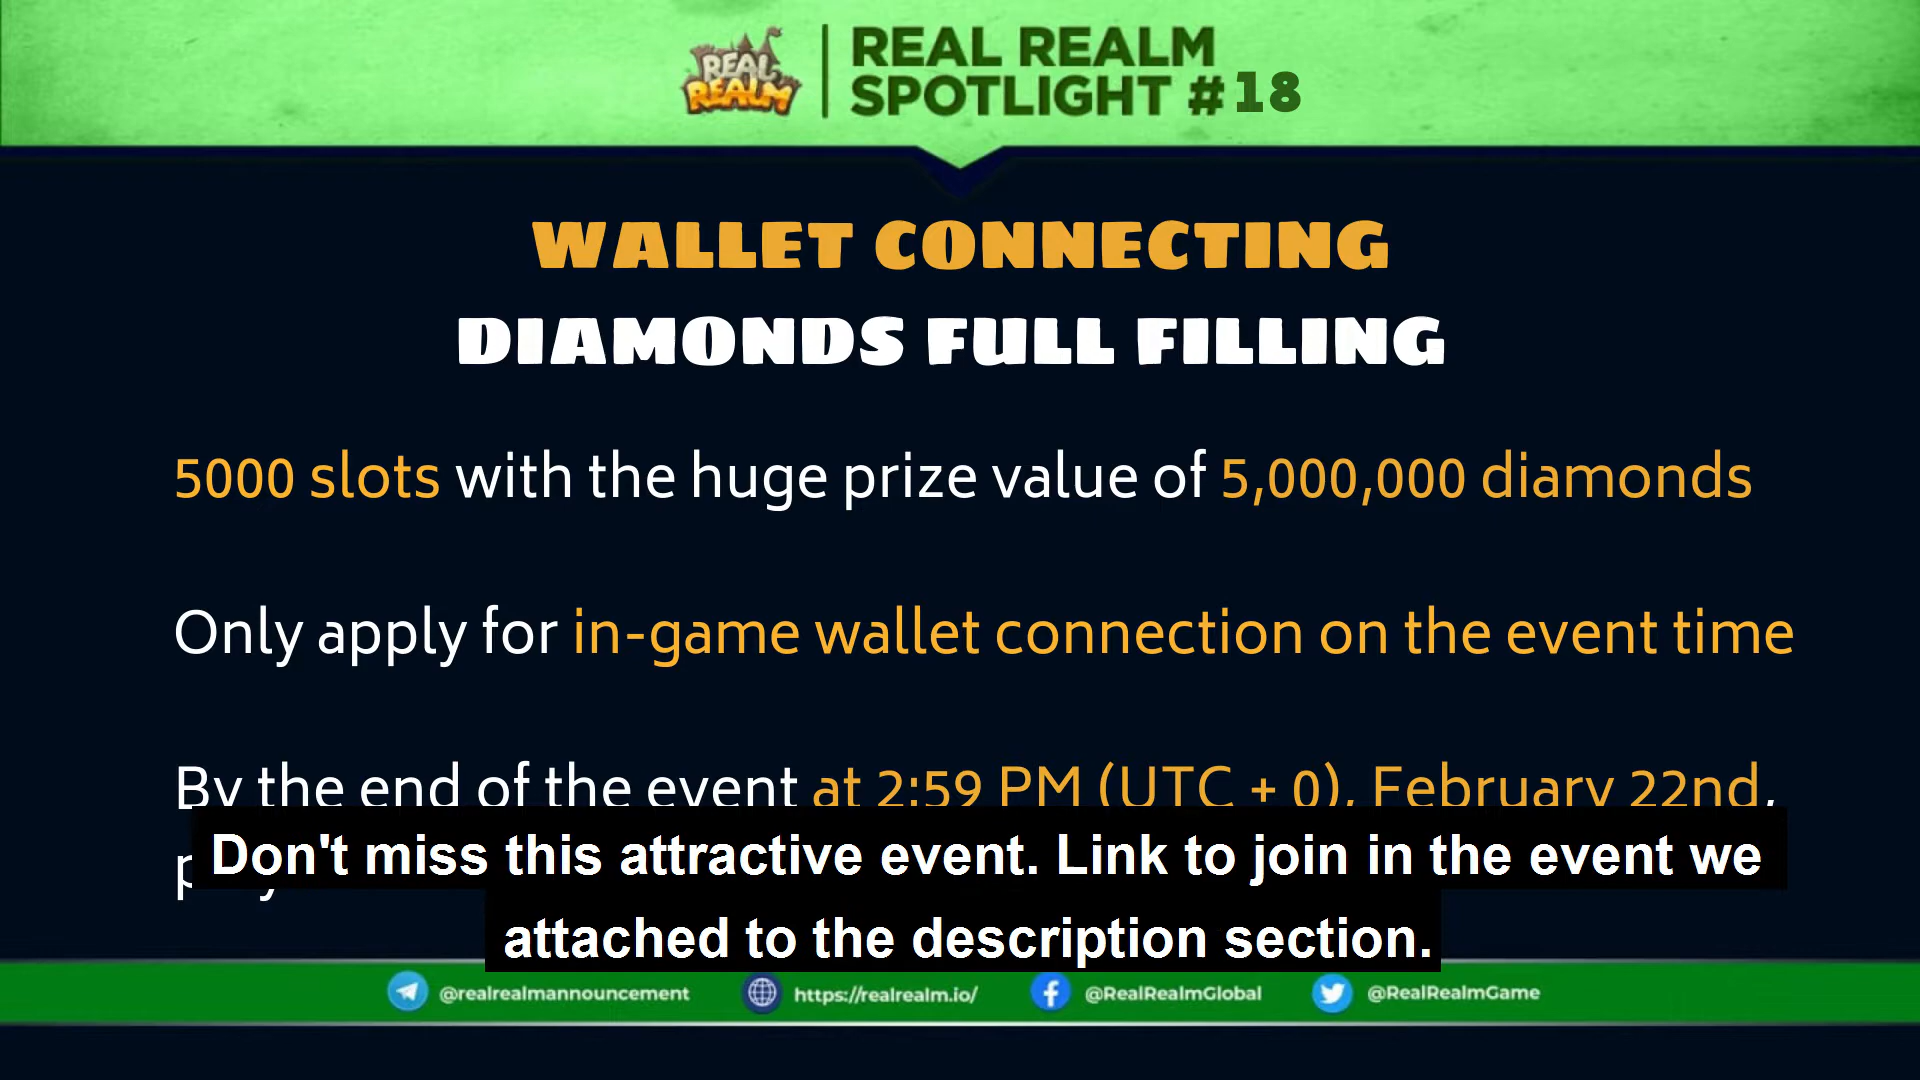 REAL REALM
REAL REALM
SPOTLIGHT #18
WALLET CONNECTING
DIAMONDS FULL FILLING
5000 slots with the huge prize value of 5,000,000 diamonds
Only apply for in-game wallet connection on the event time
By the end of the event at 2:59 PM (UTC + 0), February 22nd,
Don't miss this attractive event. Link to join in the event we
attached to the description section.
@realrealmannouncement https://realrealm.io/ @RealRealmGlobal @RealRealmGame